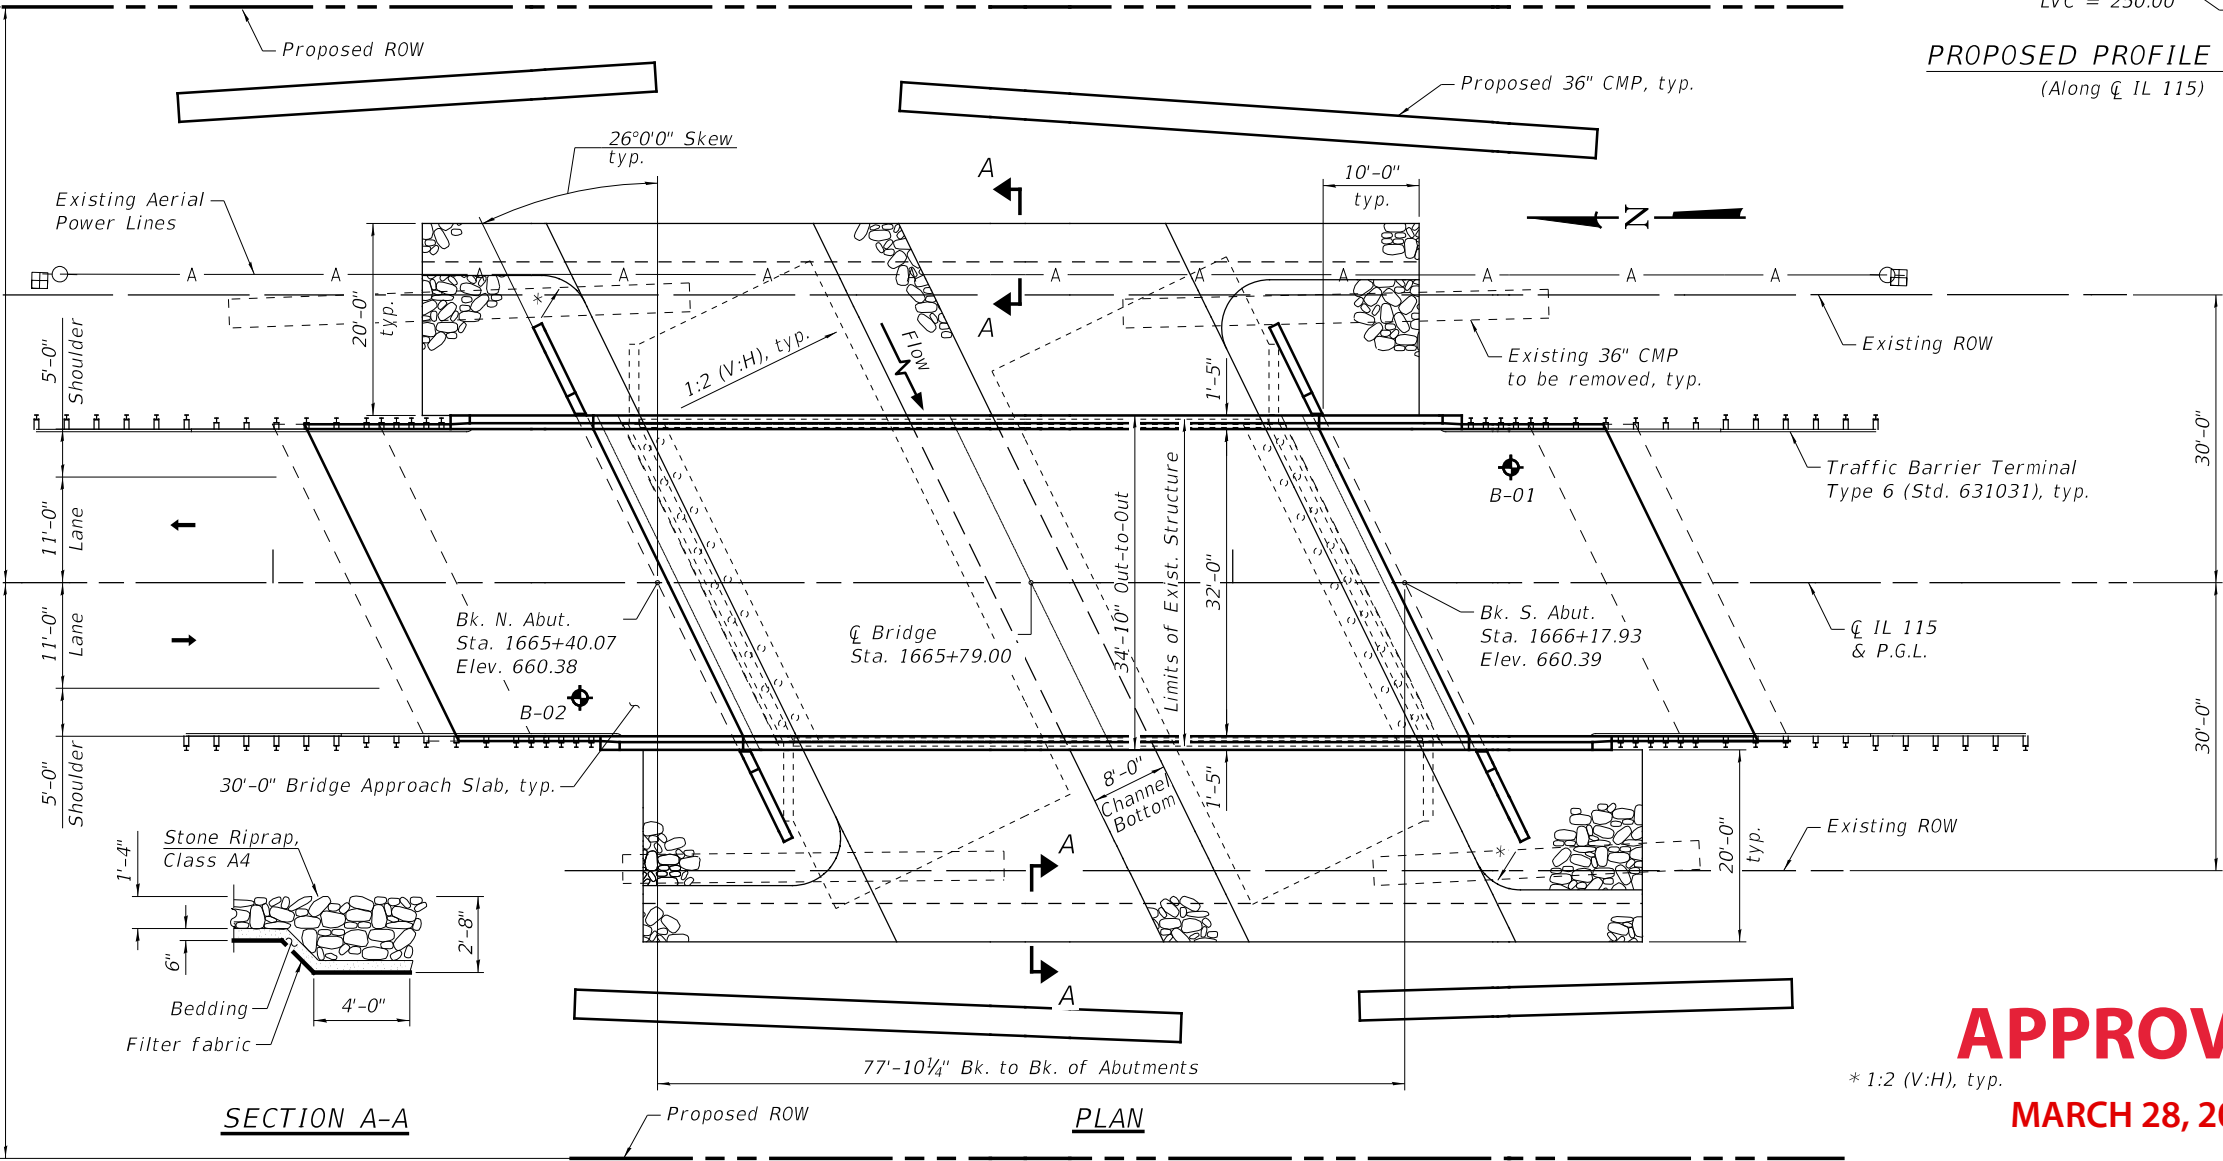 LVC = 250.00
PROPOSED PROFILE
(Along ℄ IL 115)
Proposed ROW
Proposed 36" CMP, typ.
26°0'0" Skew
typ.
A
10'-0"
typ.
N
Existing Aerial
Power Lines
A A A A A A A A A A A A
20'-0"
typ.
*
A
1:2 (V:H), typ.
Flow
Existing ROW
Existing 36" CMP
to be removed, typ.
5'-0"
Shoulder
1'-5"
30'-0"
Traffic Barrier Terminal
Type 6 (Std. 631031), typ.
B-01
11'-0"
Lane
34'-10" Out-to-Out
Limits of Exist. Structure
32'-0"
11'-0"
Lane
Bk. N. Abut.
Sta. 1665+40.07
Elev. 660.38
℄ Bridge
Sta. 1665+79.00
Bk. S. Abut.
Sta. 1666+17.93
Elev. 660.39
℄ IL 115
& P.G.L.
B-02
30'-0"
5'-0"
Shoulder
30'-0" Bridge Approach Slab, typ.
8'-0"
Channel
Bottom
1'-5"
20'-0"
typ.
Existing ROW
Stone Riprap,
Class A4
1'-4"
6"
2'-8"
4'-0"
Bedding
Filter fabric
A
*
A
77'-10¼" Bk. to Bk. of Abutments
SECTION A-A
Proposed ROW
PLAN
* 1:2 (V:H), typ.
APPROV
MARCH 28, 20